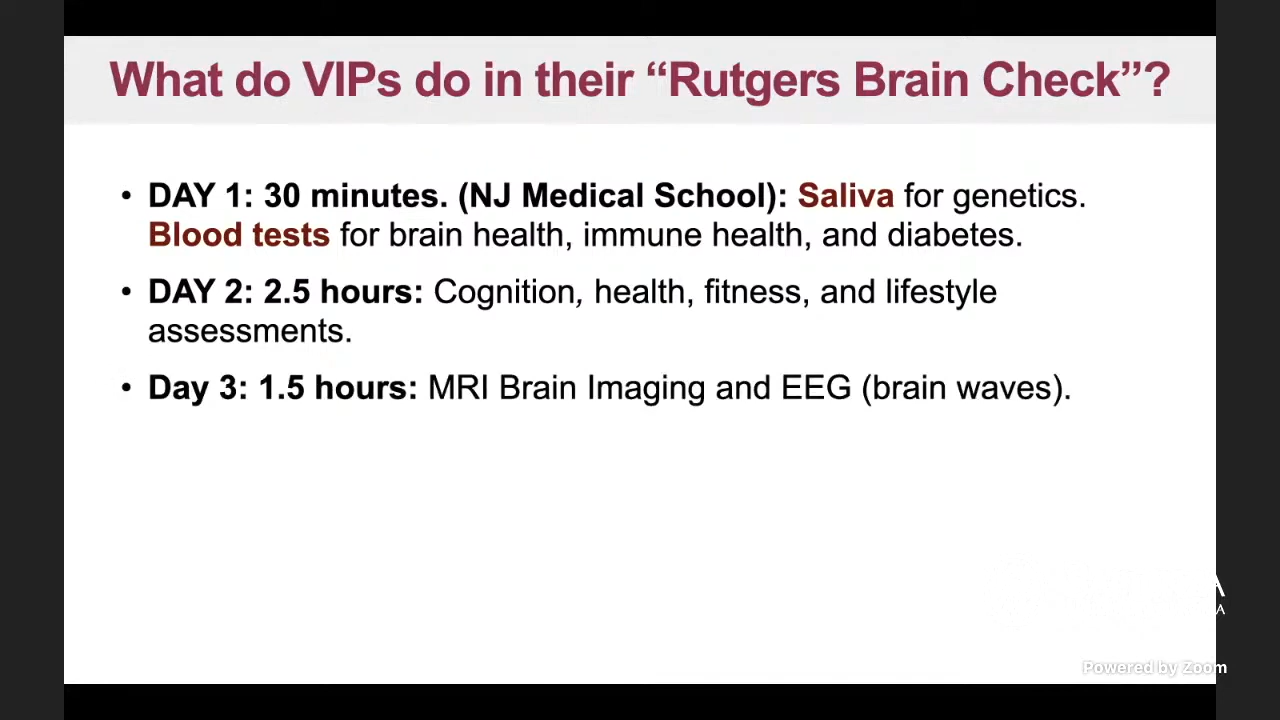 What do VIPs do in their “Rutgers Brain Check”?
• DAY 1: 30 minutes. (NJ Medical School): Saliva for genetics.
Blood tests for brain health, immune health, and diabetes.
• DAY 2: 2.5 hours: Cognition, health, fitness, and lifestyle
assessments.
• Day 3: 1.5 hours: MRI Brain Imaging and EEG (brain waves).
A
A
Powered by Zoom